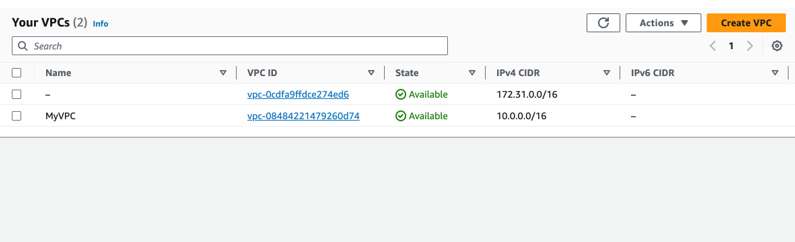 Your VPCs (2) Info
Actions ▼ Create VPC
Search
1
Name VPC ID State IPv4 CIDR IPv6 CIDR
– vpc-0cdfa9ffdce274ed6 Available 172.31.0.0/16 –
MyVPC vpc-08484221479260d74 Available 10.0.0.0/16 –